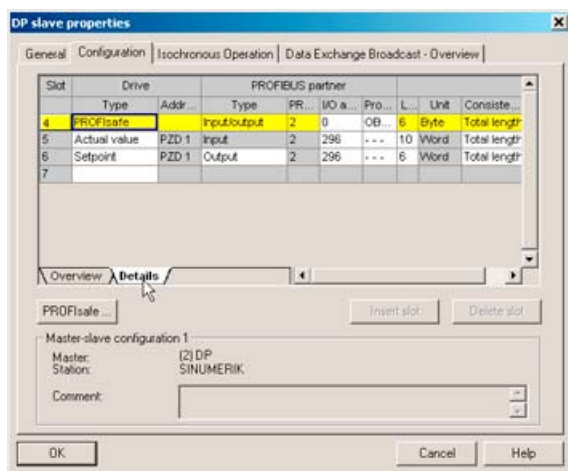 DP slave properties
General Configuration Isochronous Operation Data Exchange Broadcast - Overview
Slot Drive PROFIBUS partner
Type Addr... Type PR... I/O a... Pro... L... Unit Consiste...
4 PROFIsafe Input/output 2 0 OB... 6 Byte Total length
5 Actual value PZD 1 Input 2 296 --- 10 Word Total length
6 Setpoint PZD 1 Output 2 296 --- 6 Word Total length
7
Overview Details
PROFIsafe ... Insert slot Delete slot
Master-slave configuration 1
Master: (2) DP
Station: SINUMERIK
Comment:
OK Cancel Help